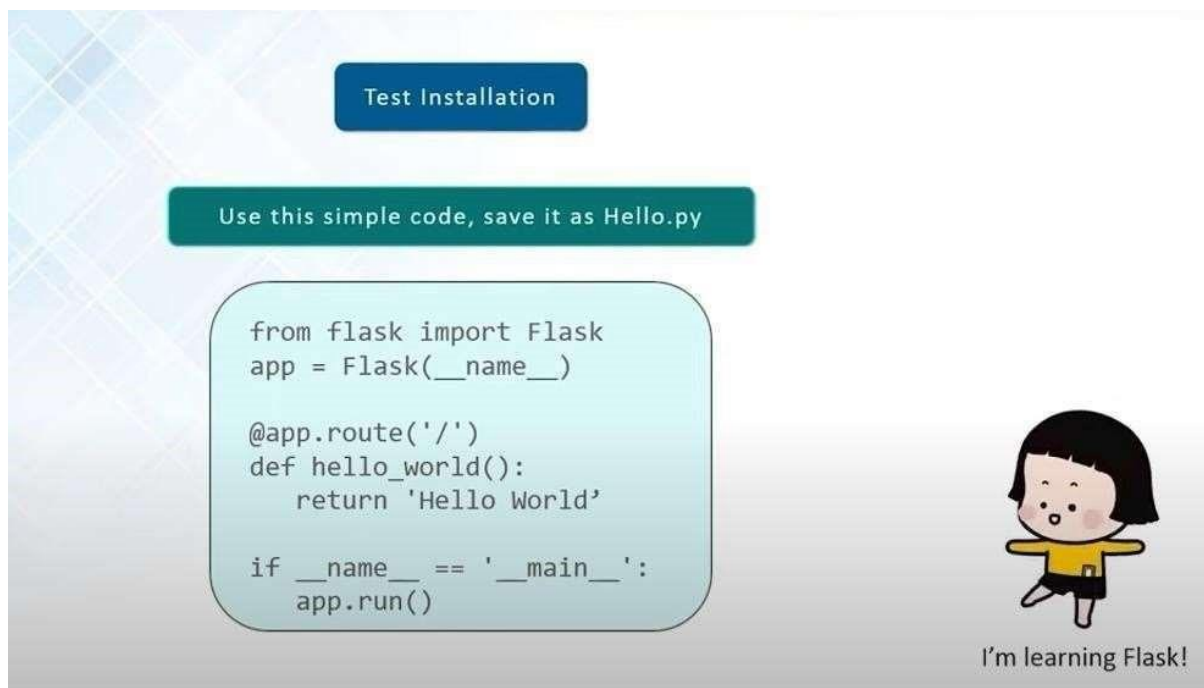 Test Installation
Use this simple code, save it as Hello.py
from flask import Flask
app = Flask(__name__)
@app.route('/')
def hello_world():
return 'Hello World’
if __name__ == '__main__':
app.run()
I’m learning Flask!